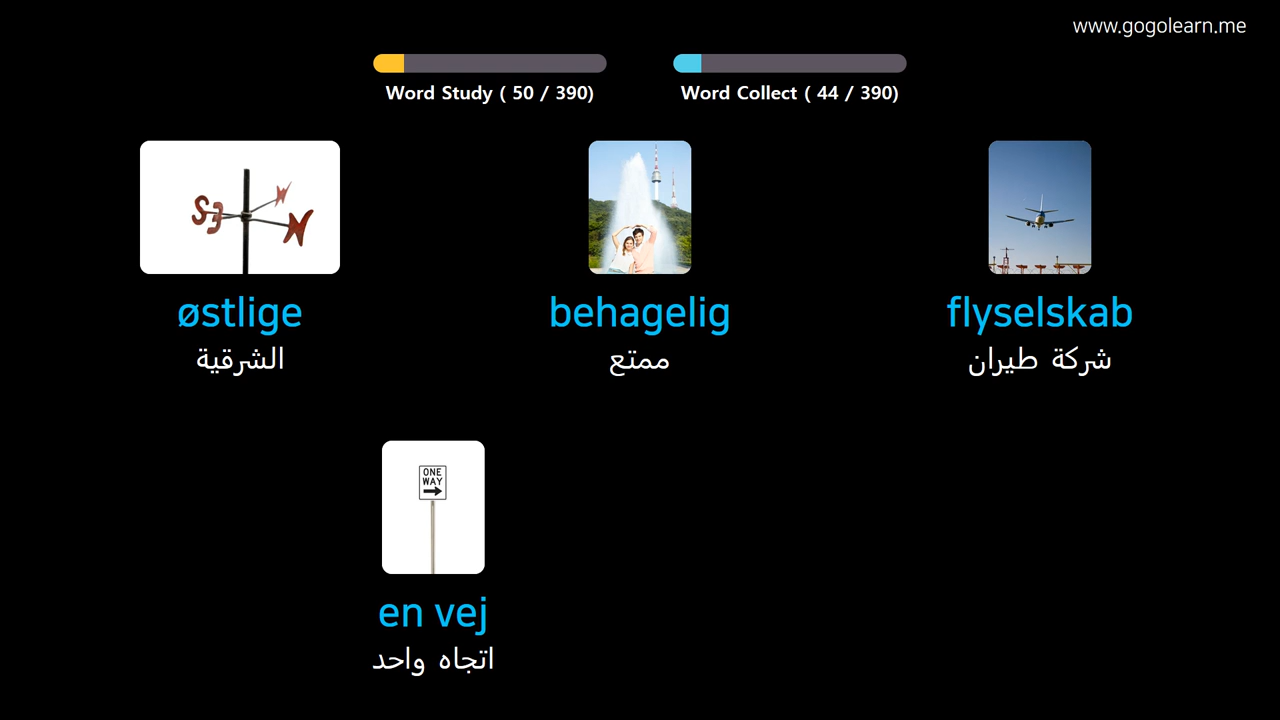 www.gogolearn.me
Word Study ( 50 / 390)
Word Collect ( 44 / 390)
S
E
N
W
østlige
الشرقية
behagelig
ممتع
flyselskab
شركة طيران
ONE
WAY
en vej
اتجاه واحد